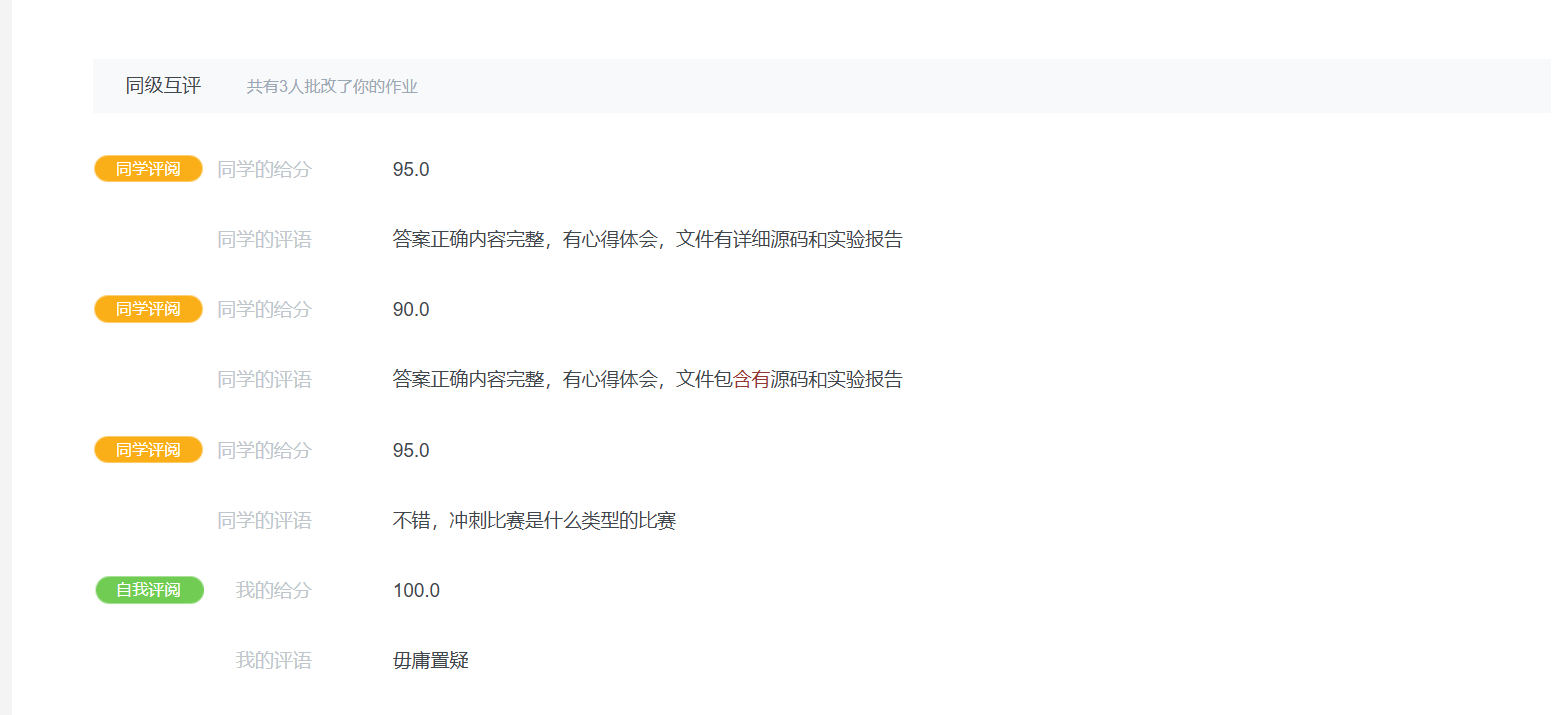 同级互评 共有3人批改了你的作业
同学评阅 同学的给分 95.0
同学的评语 答案正确内容完整，有心得体会，文件有详细源码和实验报告
同学评阅 同学的给分 90.0
同学的评语 答案正确内容完整，有心得体会，文件包含有源码和实验报告
同学评阅 同学的给分 95.0
同学的评语 不错，冲刺比赛是什么类型的比赛
自我评阅 我的给分 100.0
我的评语 毋庸置疑